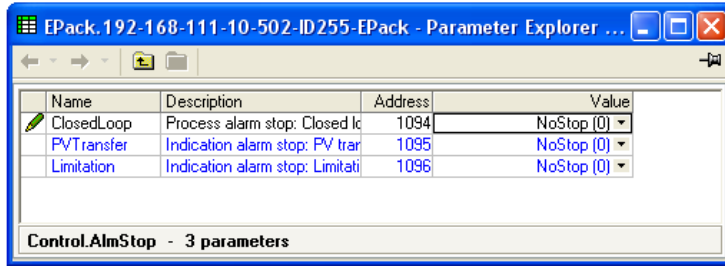 EPack.192-168-111-10-502-ID255-EPack - Parameter Explorer ...
Name Description Address Value
ClosedLoop Process alarm stop: Closed lo 1094 NoStop (0)
PVTransfer Indication alarm stop: PV tran 1095 NoStop (0)
Limitation Indication alarm stop: Limitati 1096 NoStop (0)
Control.AlmStop - 3 parameters